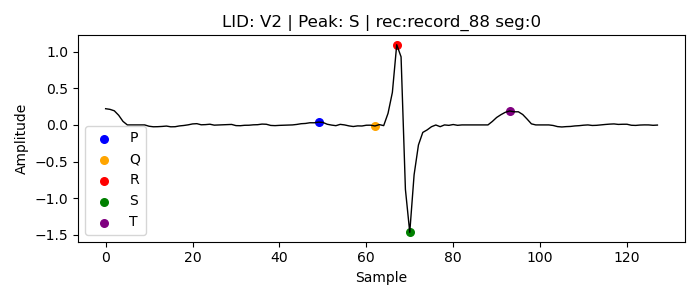 LID: V2 | Peak: S | rec:record_88 seg:0
Amplitude
1.0
0.5
0.0
−0.5
−1.0
−1.5
P
Q
R
S
T
0 20 40 60 80 100 120
Sample